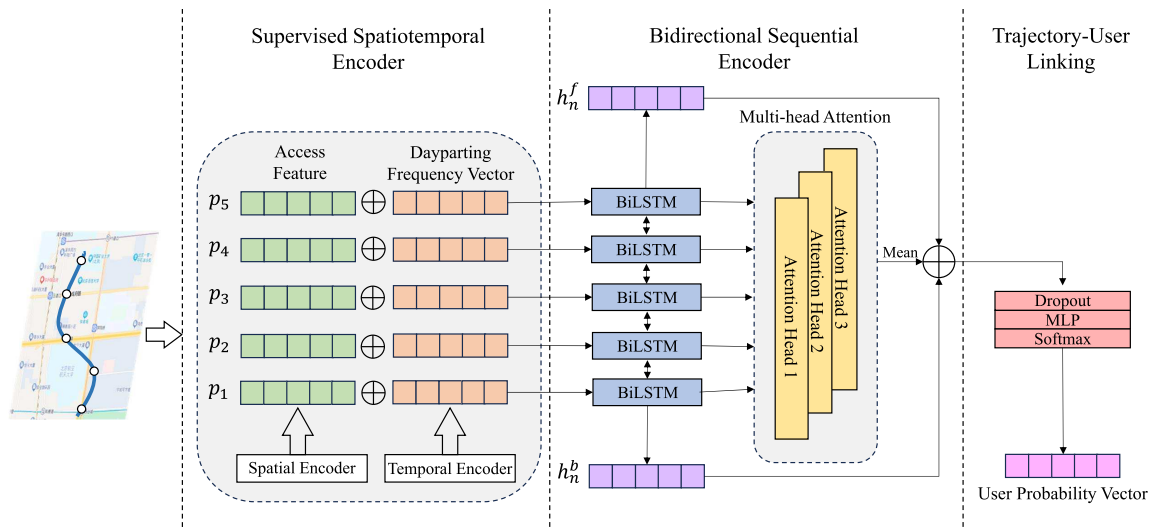 Supervised Spatiotemporal
Encoder
Bidirectional Sequential
Encoder
Trajectory-User
Linking
h_n^f
Multi-head Attention
Access
Feature
Dayparting
Frequency Vector
p_5
BiLSTM
p_4
BiLSTM
p_3
BiLSTM
p_2
BiLSTM
p_1
BiLSTM
Attention Head 1
Attention Head 2
Attention Head 3
Mean
Dropout
MLP
Softmax
Spatial Encoder
Temporal Encoder
h_n^b
User Probability Vector